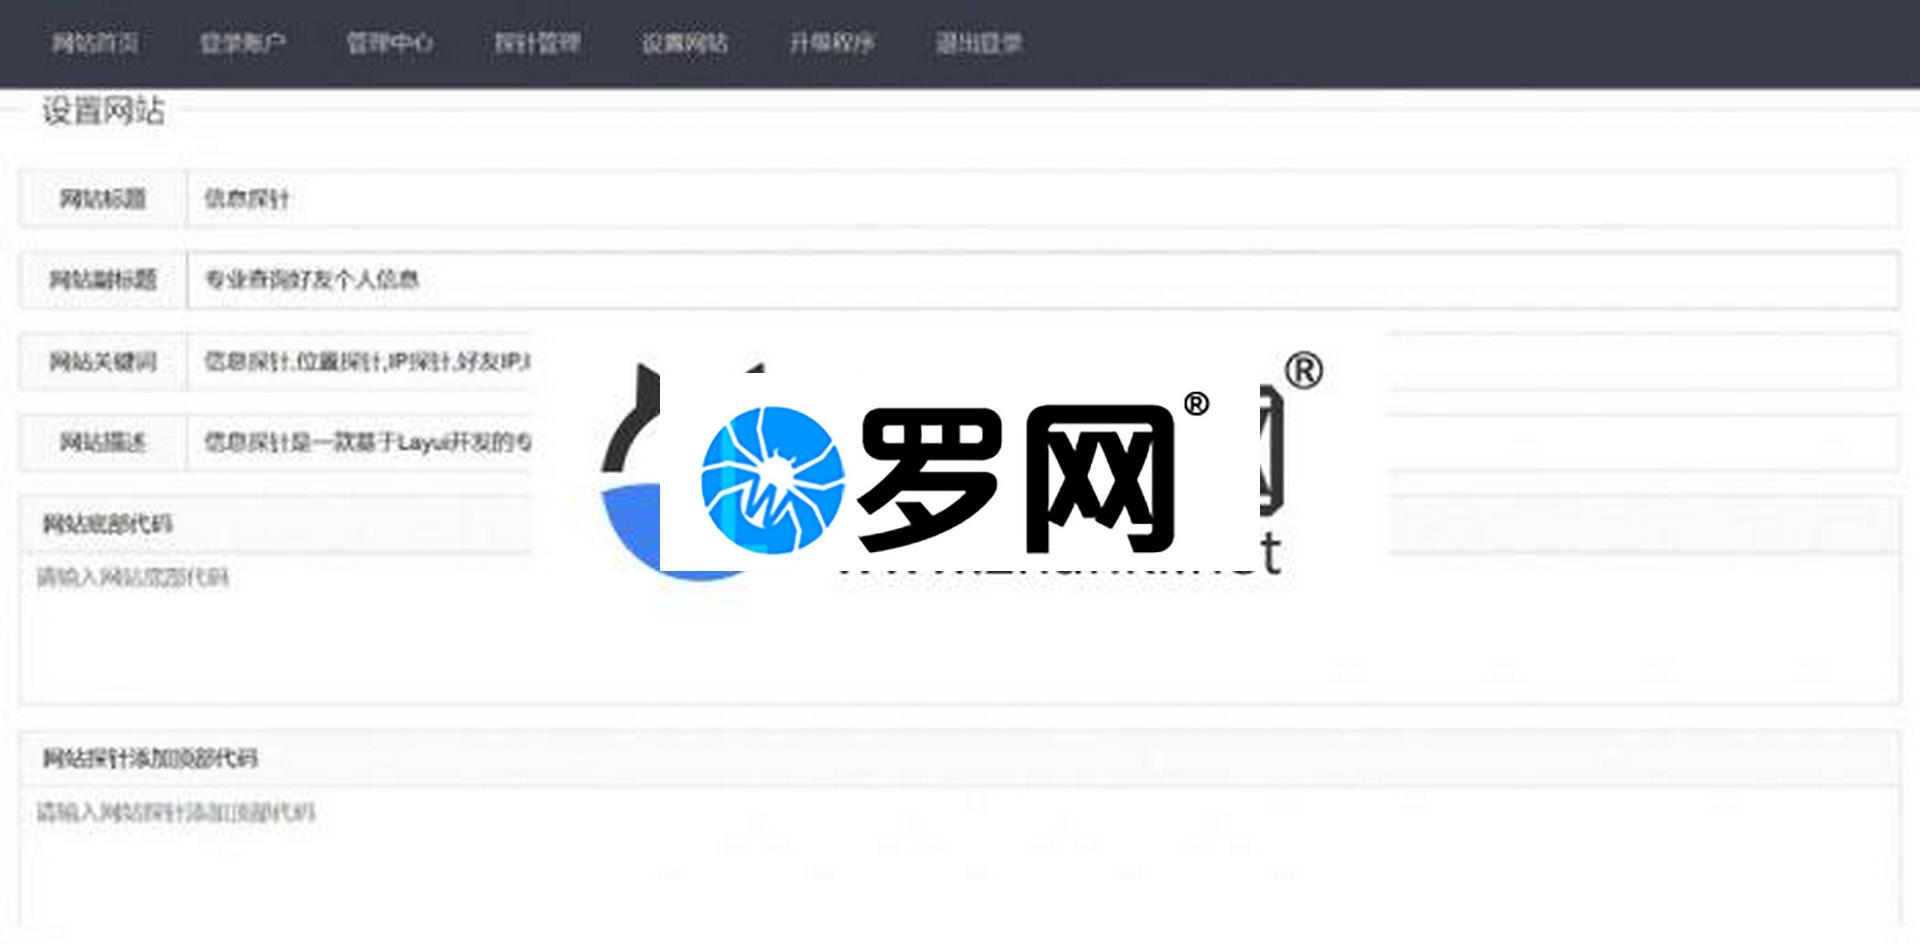 网站首页 登录账户 管理中心 探针管理 设置网站 升级程序 退出登录
设置网站
网站标题 信息探针
网站副标题 专业查询好友个人信息
网站关键词 信息探针,位置探针,IP探针,好友IP,
®
网站描述 信息探针是一款基于Layui开发的专
罗网®
网站底部代码
请输入网站底部代码
网站探针添加顶部代码
请输入网站探针添加顶部代码